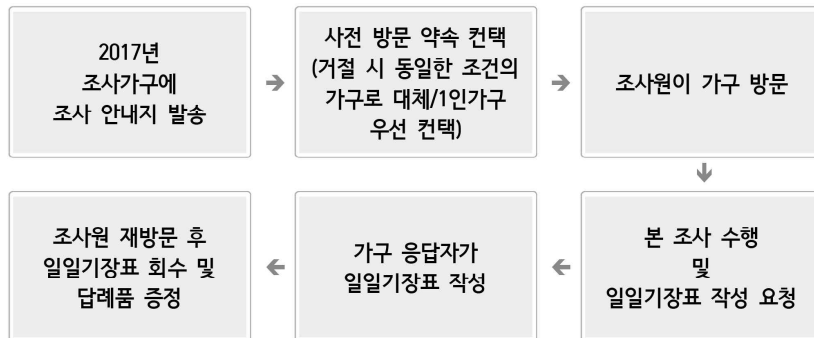 2017년
조사가구에
조사 안내지 발송
사전 방문 약속 컨택
(거절 시 동일한 조건의
가구로 대체/1인가구
우선 컨택)
조사원이 가구 방문
본 조사 수행
및
일일기장표 작성 요청
가구 응답자가
일일기장표 작성
조사원 재방문 후
일일기장표 회수 및
답례품 증정